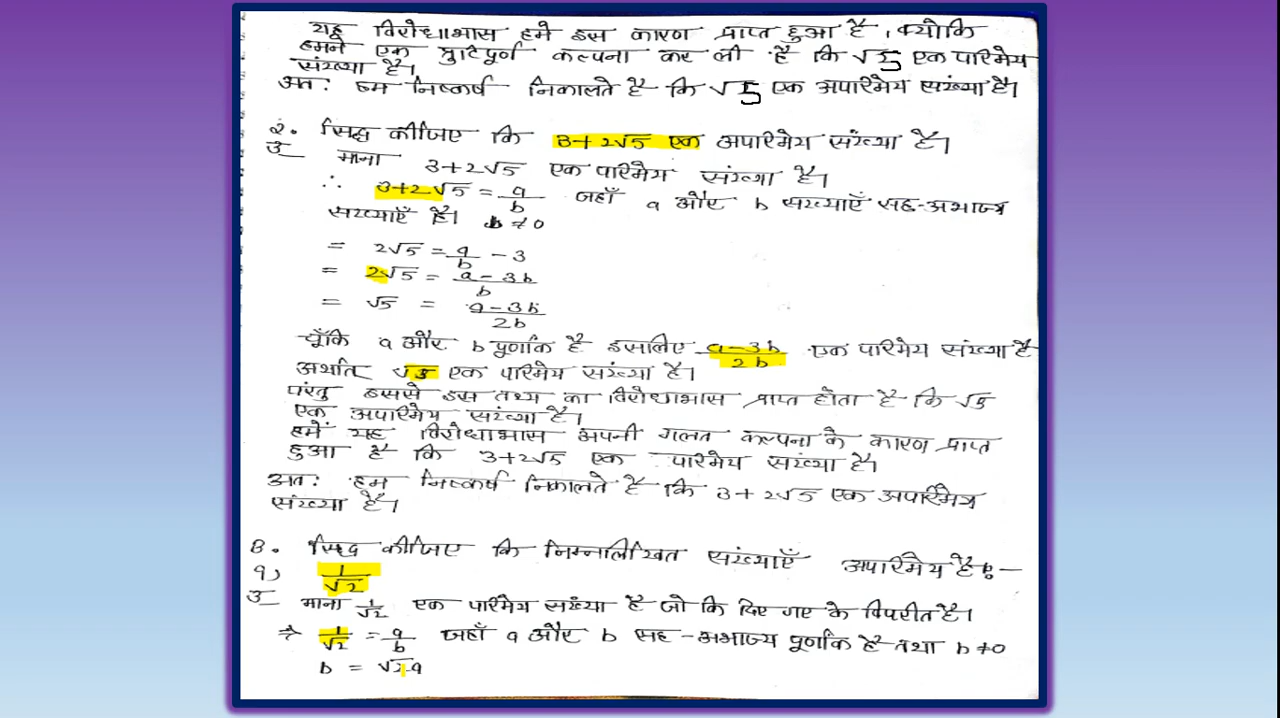 यह विरोधाभास हमे इस कारण प्राप्त हुआ है, क्योकि
हमने एक त्रुटिपूर्ण कल्पना कर ली है कि √5 एक परिमेय
संख्या है।
अतः हम निष्कर्ष निकालते है कि √5 एक अपरिमेय संख्या है।
2. सिद्ध कीजिए कि 3+2√5 एक अपरिमेय संख्या है।
उ माना 3+2√5 एक परिमेय संख्या है।
∴ 3+2√5 = a/b जहाँ a और b संख्याएँ सह-अभाज्य
संख्याएँ है। b ≠ 0
= 2√5 = a/b - 3
= 2√5 = a-3b/b
= √5 = a-3b/2b
चूँकि a और b पूर्णांक है इसलिए a-3b/2b एक परिमेय संख्या है
अर्थात √5 एक परिमेय संख्या है।
परंतु इससे इस तथ्य का विरोधाभास प्राप्त होता है कि √5
एक अपरिमेय संख्या है।
हमें यह विरोधाभास अपनी गलत कल्पना के कारण प्राप्त
हुआ है कि 3+2√5 एक परिमेय संख्या है।
अतः हम निष्कर्ष निकालते है कि 3+2√5 एक अपरिमेय
संख्या है।
3. सिद्ध कीजिए कि निम्नलिखित संख्याएँ अपरिमेय है:-
1) 1/√2
उ माना 1/√2 एक परिमेय संख्या है जो कि दिए गए के विपरीत है।
⇒ 1/√2 = a/b जहाँ a और b सह-अभाज्य पूर्णांक है तथा b ≠ 0
b = √2a